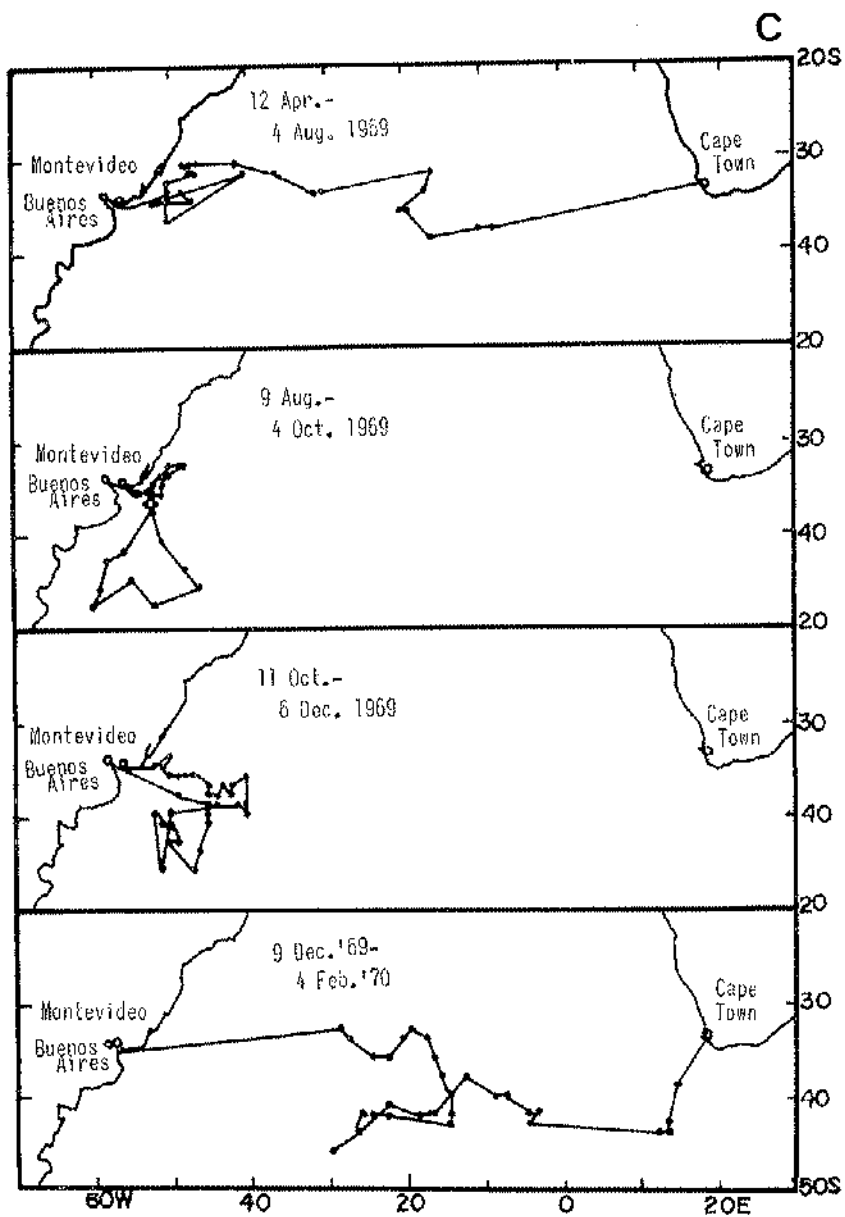 C
20S
12 Apr.-
4 Aug. 1969
Montevideo
Buenos
Aires
Cape
Town
30
40
20
9 Aug.-
4 Oct. 1969
Montevideo
Buenos
Aires
Cape
Town
30
40
20
11 Oct.-
6 Dec. 1969
Montevideo
Buenos
Aires
Cape
Town
30
40
20
9 Dec.'69-
4 Feb.'70
Montevideo
Buenos
Aires
Cape
Town
30
40
50S
60W 40 20 0 20E